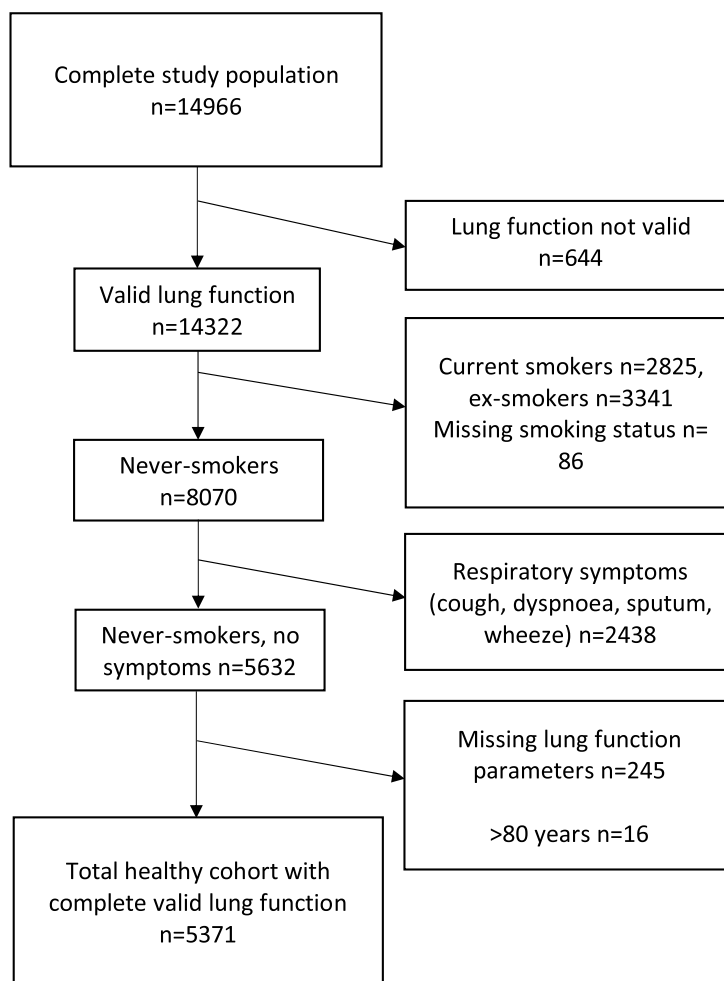 Complete study population
n=14966
Lung function not valid
n=644
Valid lung function
n=14322
Current smokers n=2825,
ex-smokers n=3341
Missing smoking status n=
86
Never-smokers
n=8070
Respiratory symptoms
(cough, dyspnoea, sputum,
wheeze) n=2438
Never-smokers, no
symptoms n=5632
Missing lung function
parameters n=245
>80 years n=16
Total healthy cohort with
complete valid lung function
n=5371